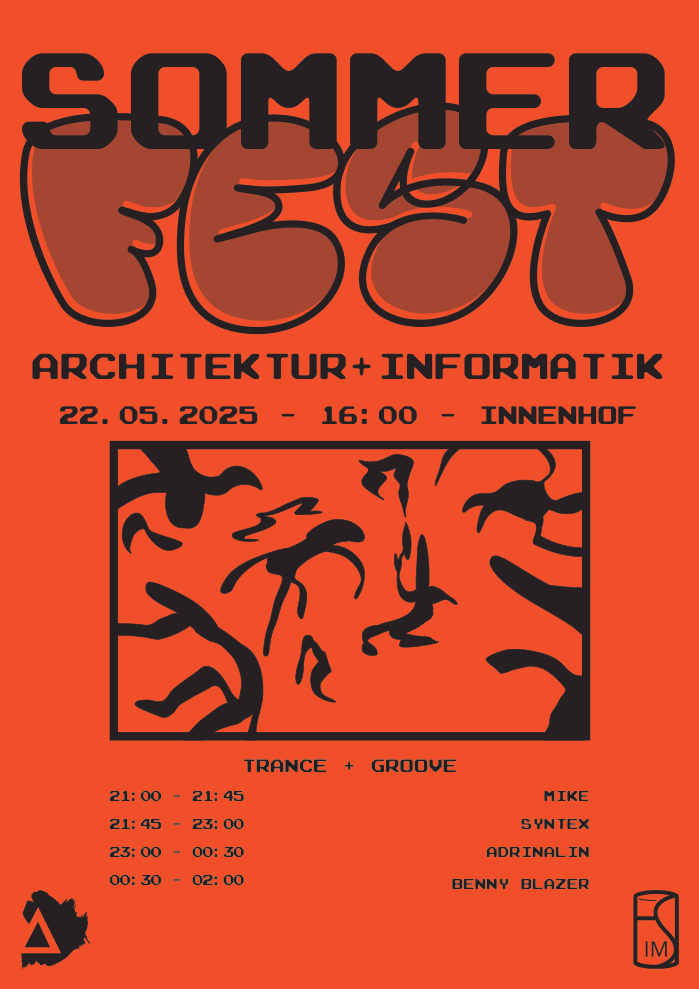 SOMMER
FEST
ARCHITEKTUR+INFORMATIK
22.05.2025 - 16:00 - INNENHOF
TRANCE + GROOVE
21:00 - 21:45 MIKE
21:45 - 23:00 SYNTEX
23:00 - 00:30 ADRINALIN
00:30 - 02:00 BENNY BLAZER
IM